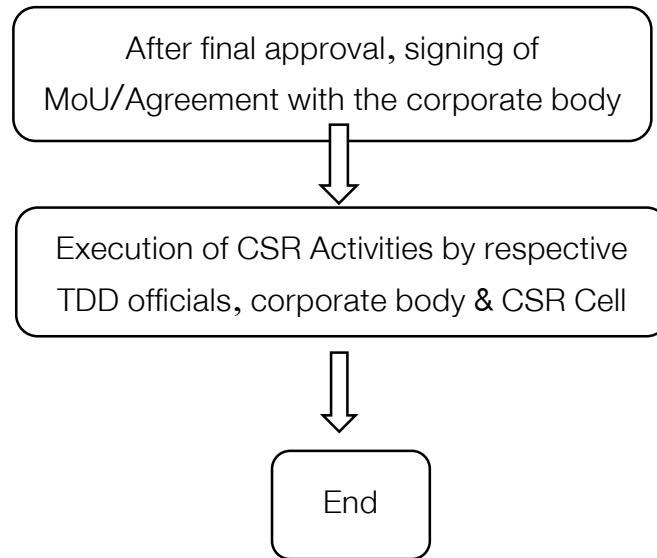 After final approval, signing of
MoU/Agreement with the corporate body
Execution of CSR Activities by respective
TDD officials, corporate body & CSR Cell
End